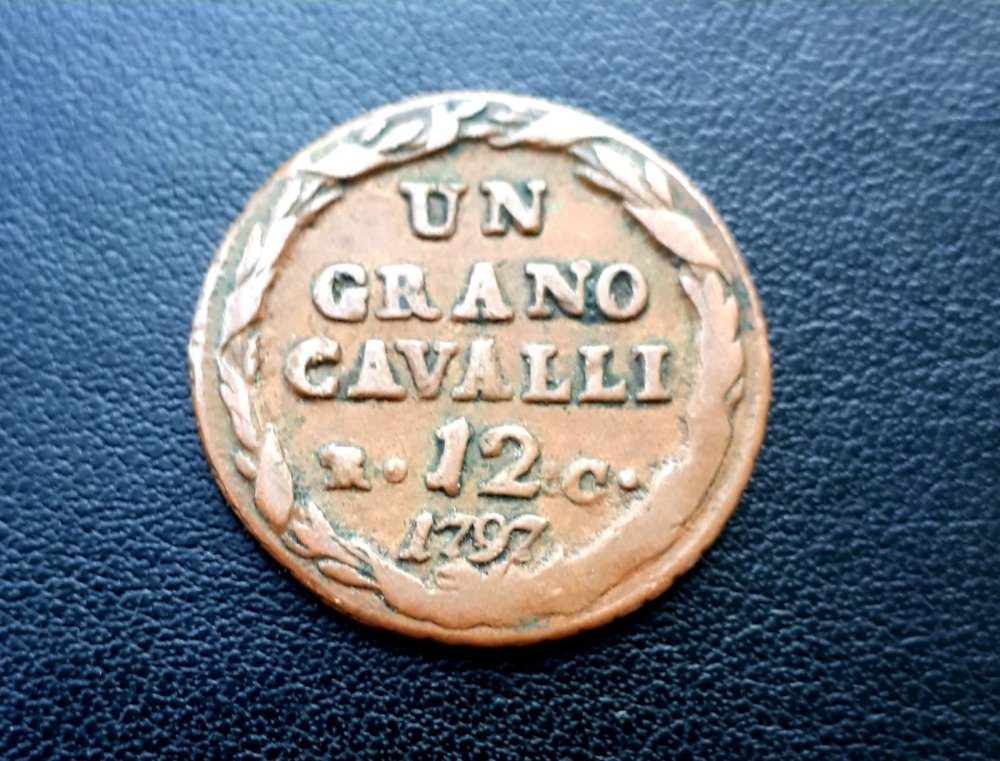 UN
GRANO
CAVALLI
R · 12 C ·
1797